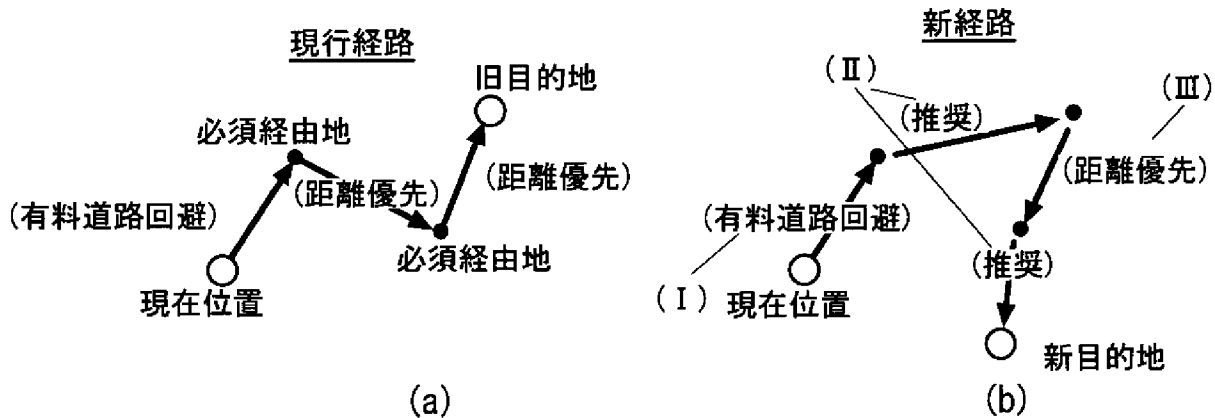 現行経路
旧目的地
必須経由地
(距離優先)
(距離優先)
(有料道路回避)
必須経由地
現在位置
(a)
新経路
(Ⅱ)
(Ⅲ)
(推奨)
(距離優先)
(有料道路回避)
(推奨)
(Ⅰ)
現在位置
新目的地
(b)